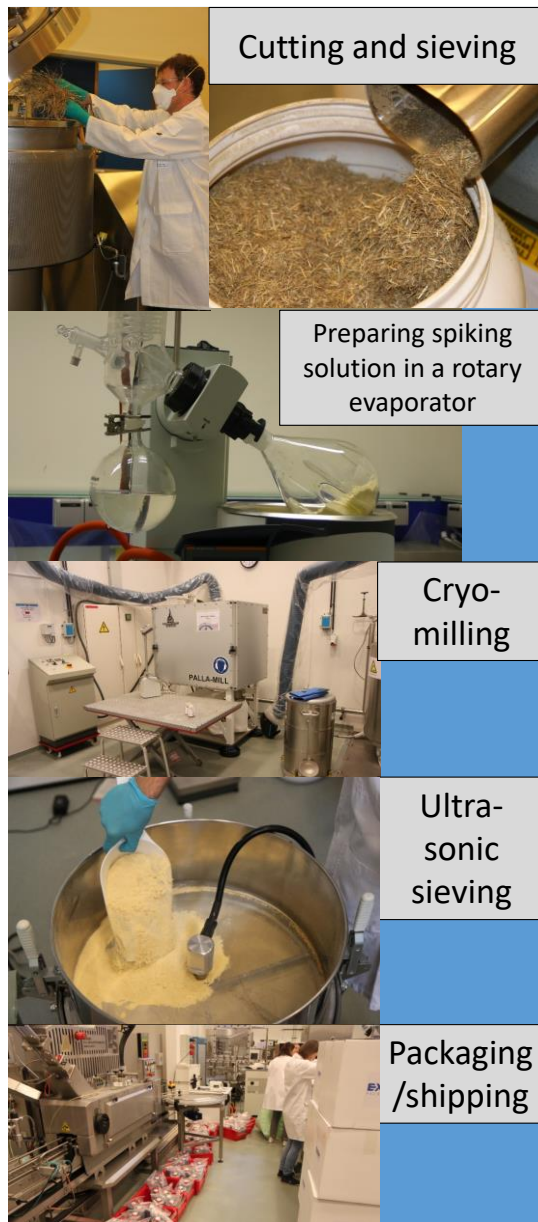 Cutting and sieving
Preparing spiking
solution in a rotary
evaporator
Cryo-
milling
PALLA-MILL
Ultra-
sonic
sieving
Packaging
/shipping